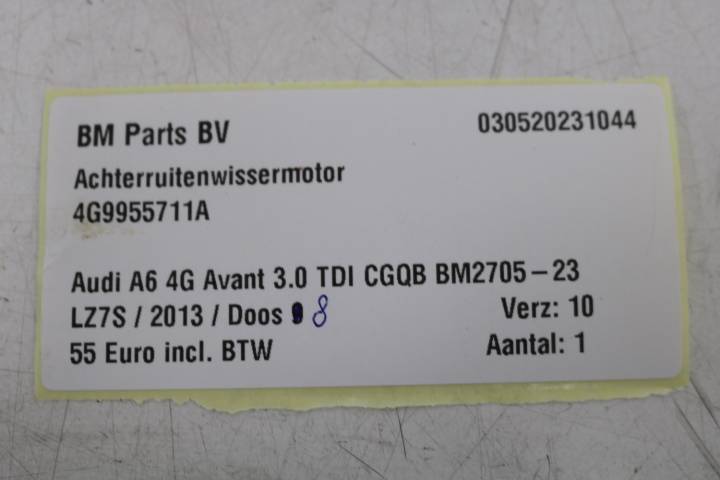 BM Parts BV 030520231044
Achterruitenwissermotor
4G9955711A
Audi A6 4G Avant 3.0 TDI CGQB BM2705-23
LZ7S / 2013 / Doos 8 Verz: 10
55 Euro incl. BTW Aantal: 1